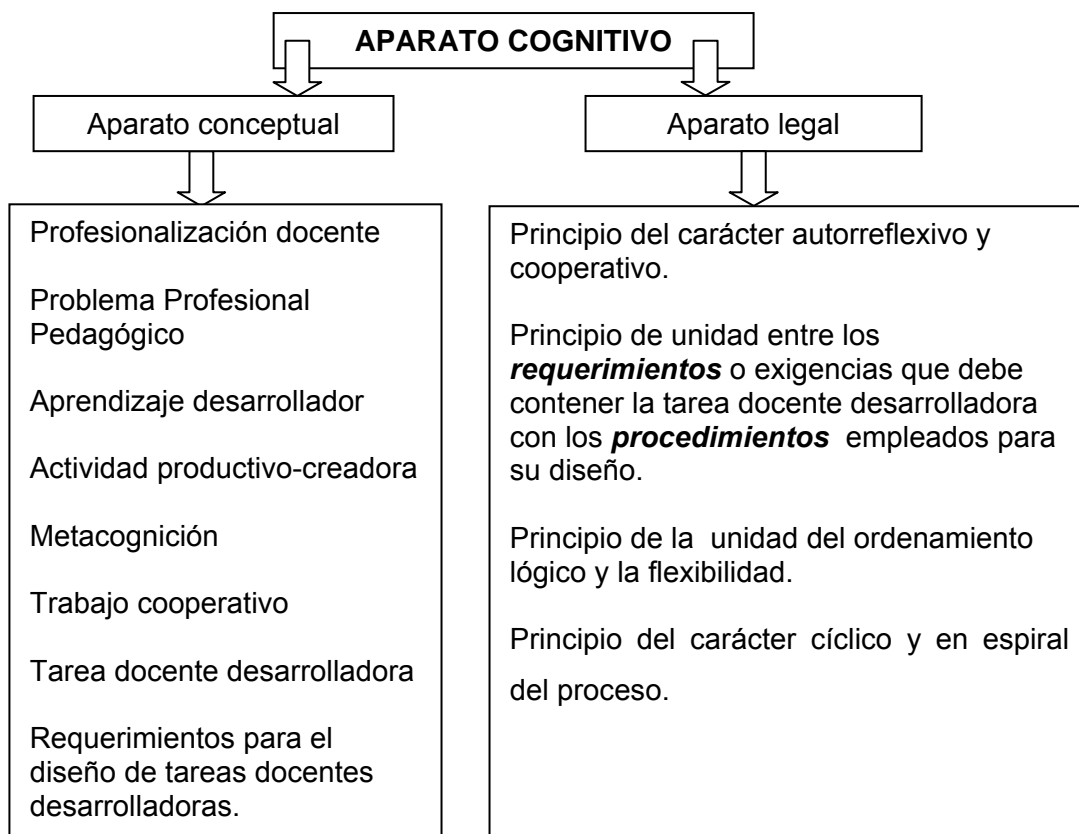 APARATO COGNITIVO
Aparato conceptual
Aparato legal
Profesionalización docente
Problema Profesional
Pedagógico
Aprendizaje desarrollador
Actividad productivo-creadora
Metacognición
Trabajo cooperativo
Tarea docente desarrolladora
Requerimientos para el
diseño de tareas docentes
desarrolladoras.
Principio del carácter autorreflexivo y
cooperativo.
Principio de unidad entre los
requerimientos o exigencias que debe
contener la tarea docente desarrolladora
con los procedimientos empleados para
su diseño.
Principio de la unidad del ordenamiento
lógico y la flexibilidad.
Principio del carácter cíclico y en espiral
del proceso.